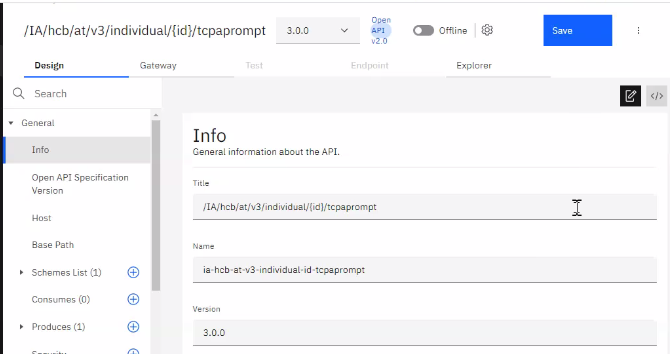 /IA/hcb/at/v3/individual/{id}/tcpaprompt
3.0.0
Open
API
v2.0
Offline
Save
Design
Gateway
Test
Endpoint
Explorer
Search
General
Info
Open API Specification
Version
Host
Base Path
Schemes List (1)
Consumes (0)
Produces (1)
Security
Info
General information about the API.
Title
/IA/hcb/at/v3/individual/{id}/tcpaprompt
Name
ia-hcb-at-v3-individual-id-tcpaprompt
Version
3.0.0